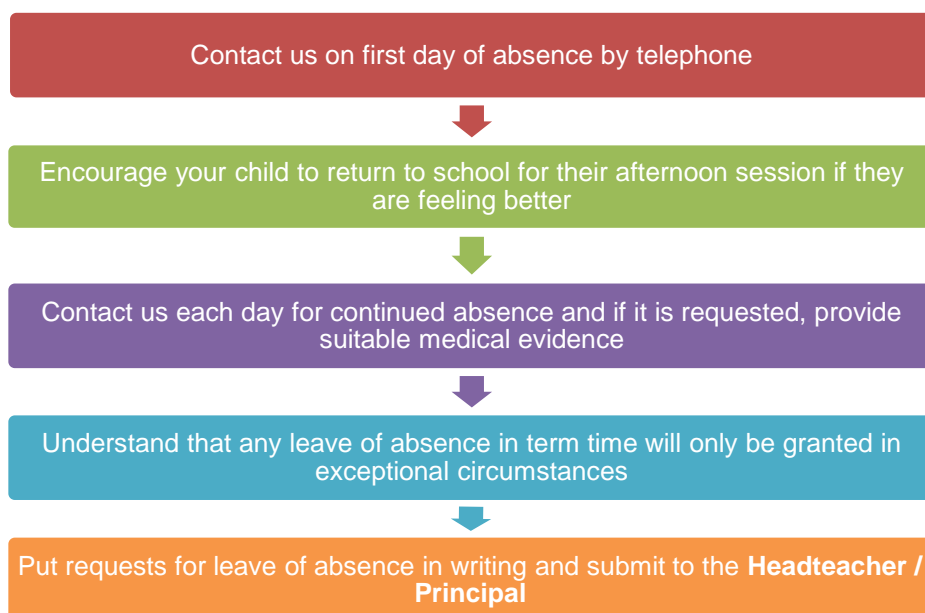 Contact us on first day of absence by telephone
Encourage your child to return to school for their afternoon session if they
are feeling better
Contact us each day for continued absence and if it is requested, provide
suitable medical evidence
Understand that any leave of absence in term time will only be granted in
exceptional circumstances
Put requests for leave of absence in writing and submit to the Headteacher /
Principal